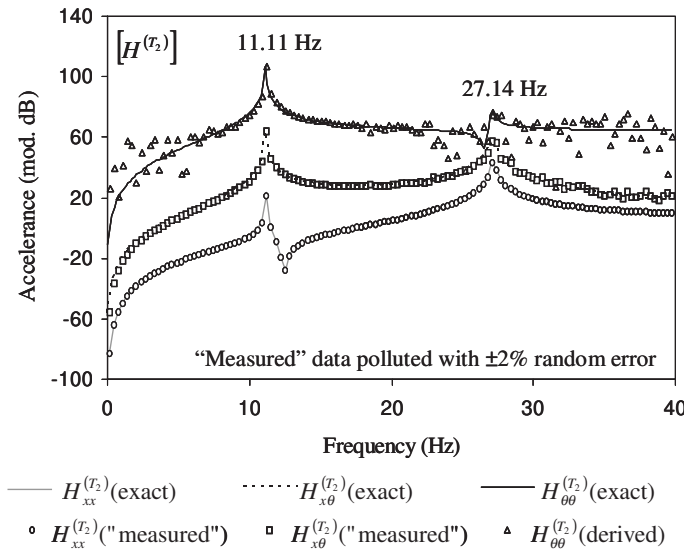 140
100
60
20
-20
-60
-100
Accelerance (mod. dB)
[H^(T₂)]
11.11 Hz
27.14 Hz
“Measured” data polluted with ±2% random error
0 10 20 30 40
Frequency (Hz)
H_xx^(T₂)(exact) H_xθ^(T₂)(exact) H_θθ^(T₂)(exact)
H_xx^(T₂)("measured") H_xθ^(T₂)("measured") H_θθ^(T₂)(derived)